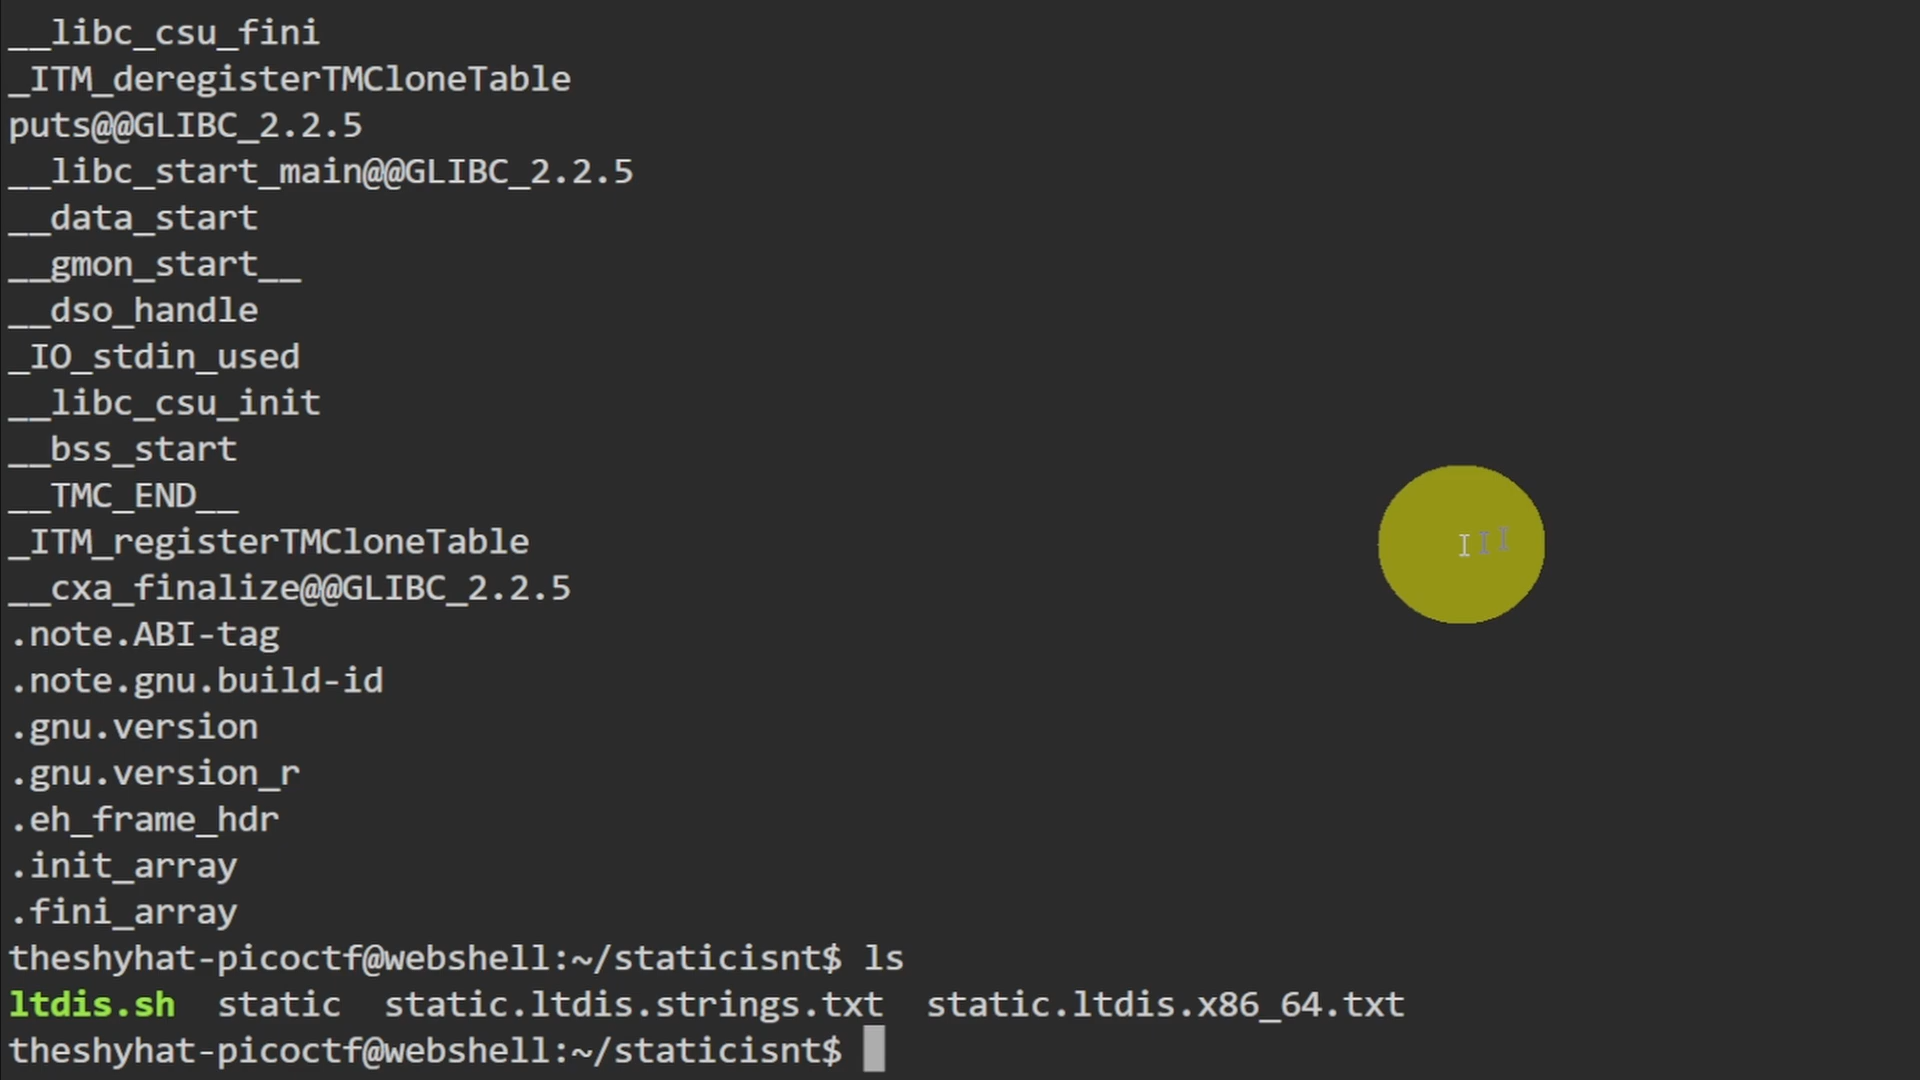 __libc_csu_fini
_ITM_deregisterTMCloneTable
puts@@GLIBC_2.2.5
__libc_start_main@@GLIBC_2.2.5
__data_start
__gmon_start__
__dso_handle
_IO_stdin_used
__libc_csu_init
__bss_start
__TMC_END__
_ITM_registerTMCloneTable
__cxa_finalize@@GLIBC_2.2.5
.note.ABI-tag
.note.gnu.build-id
.gnu.version
.gnu.version_r
.eh_frame_hdr
.init_array
.fini_array
theshyhat-picoctf@webshell:~/staticisnt$ ls
ltdis.sh  static  static.ltdis.strings.txt  static.ltdis.x86_64.txt
theshyhat-picoctf@webshell:~/staticisnt$